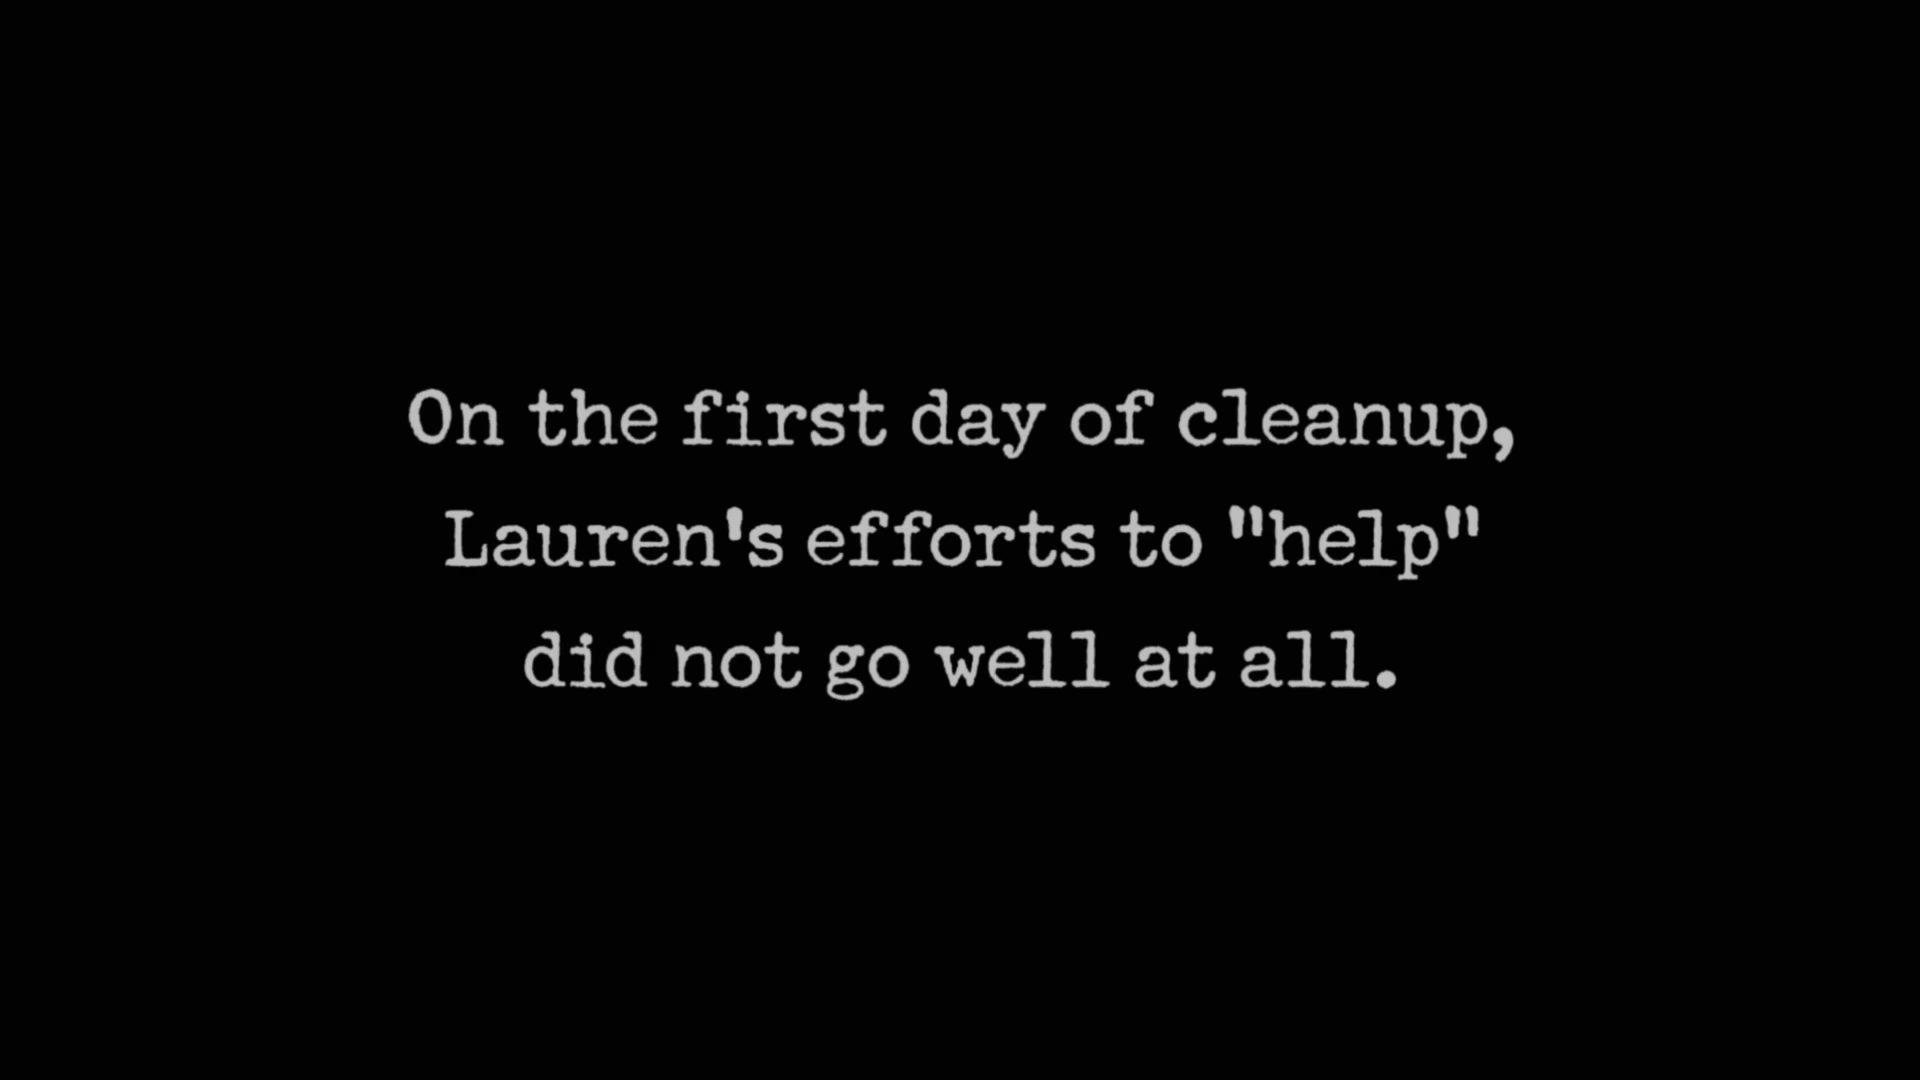 On the first day of cleanup,
Lauren's efforts to "help"
did not go well at all.